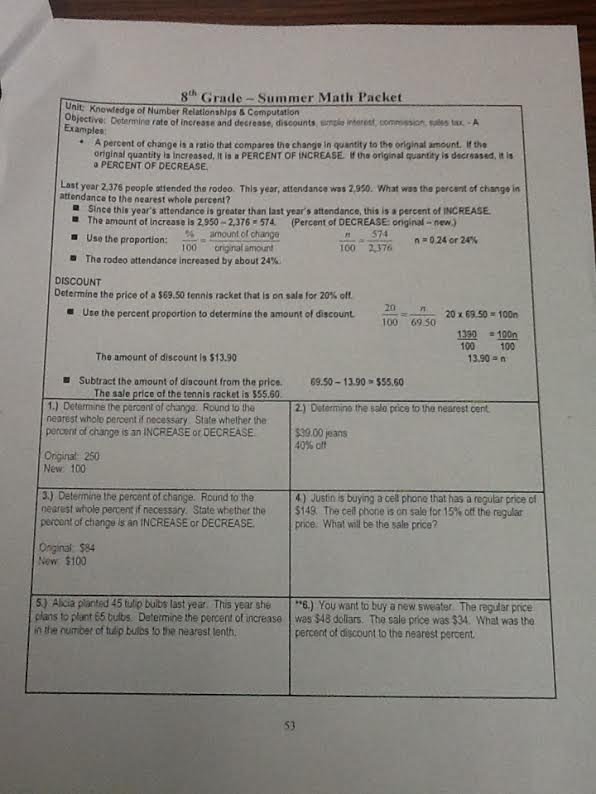 8th Grade – Summer Math Packet
Unit: Knowledge of Number Relationships & Computation
Objective: Determine rate of increase and decrease, discounts, simple interest, commission, sales tax. - A
Examples:
• A percent of change is a ratio that compares the change in quantity to the original amount. If the
original quantity is increased, it is a PERCENT OF INCREASE. If the original quantity is decreased, it is
a PERCENT OF DECREASE.
Last year 2,376 people attended the rodeo. This year, attendance was 2,950. What was the percent of change in
attendance to the nearest whole percent?
■ Since this year's attendance is greater than last year's attendance, this is a percent of INCREASE.
■ The amount of increase is 2,950 – 2,376 = 574. (Percent of DECREASE: original – new.)
■ Use the proportion: %/100 = amount of change/original amount n/100 = 574/2,376 n = 0.24 or 24%
■ The rodeo attendance increased by about 24%.
DISCOUNT
Determine the price of a $69.50 tennis racket that is on sale for 20% off.
■ Use the percent proportion to determine the amount of discount. 20/100 = n/69.50 20 x 69.50 = 100n
1390/100 = 100n/100
The amount of discount is $13.90 13.90 = n
■ Subtract the amount of discount from the price. 69.50 – 13.90 = $55.60
The sale price of the tennis racket is $55.60.
1.) Determine the percent of change. Round to the
nearest whole percent if necessary. State whether the
percent of change is an INCREASE or DECREASE.
Original: 250
New: 100
2.) Determine the sale price to the nearest cent.
$39.00 jeans
40% off
3.) Determine the percent of change. Round to the
nearest whole percent if necessary. State whether the
percent of change is an INCREASE or DECREASE.
Original: $84
New: $100
4.) Justin is buying a cell phone that has a regular price of
$149. The cell phone is on sale for 15% off the regular
price. What will be the sale price?
5.) Alicia planted 45 tulip bulbs last year. This year she
plans to plant 65 bulbs. Determine the percent of increase
in the number of tulip bulbs to the nearest tenth.
**6.) You want to buy a new sweater. The regular price
was $48 dollars. The sale price was $34. What was the
percent of discount to the nearest percent.
53